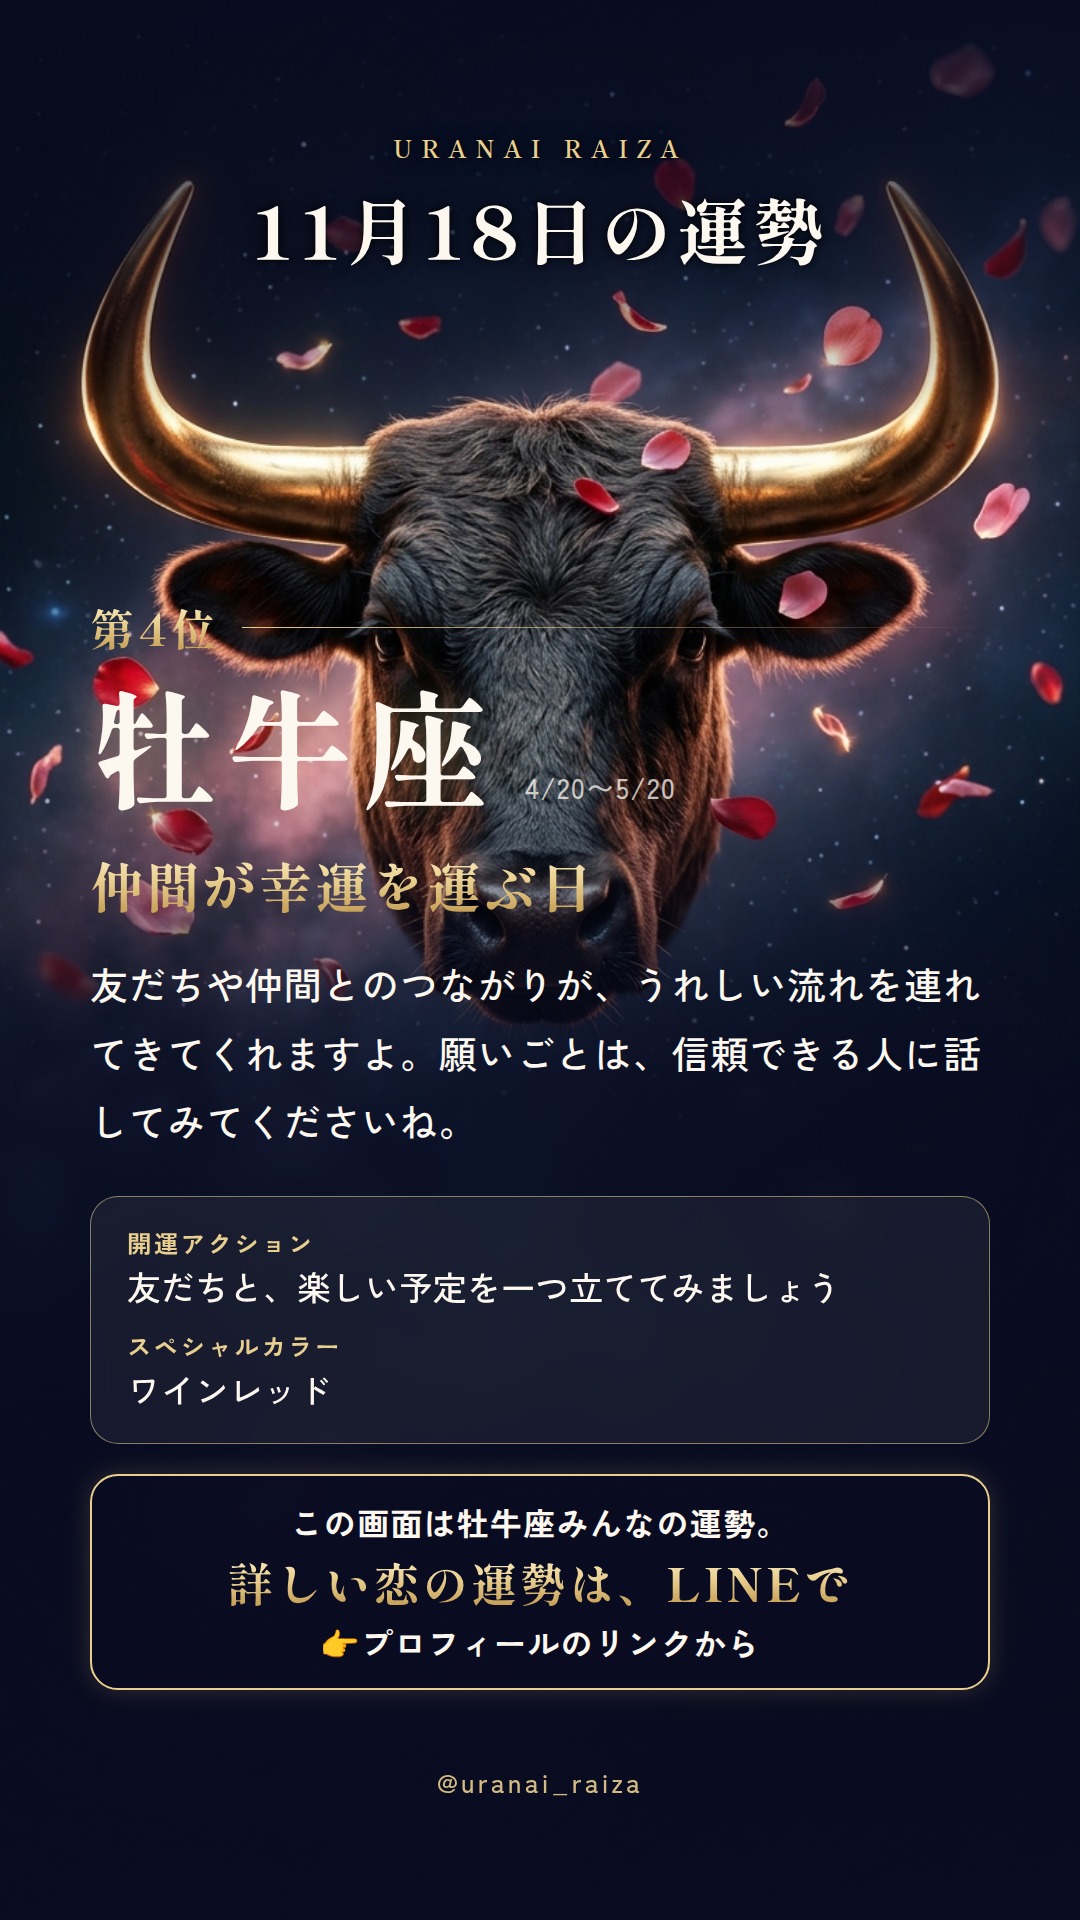 URANAI RAIZA
11月18日の運勢
第4位
牡牛座 4/20〜5/20
仲間が幸運を運ぶ日
友だちや仲間とのつながりが、うれしい流れを連れ
てきてくれますよ。願いごとは、信頼できる人に話
してみてくださいね。
開運アクション
友だちと、楽しい予定を一つ立ててみましょう
スペシャルカラー
ワインレッド
この画面は牡牛座みんなの運勢。
詳しい恋の運勢は、LINEで
👉プロフィールのリンクから
@uranai_raiza